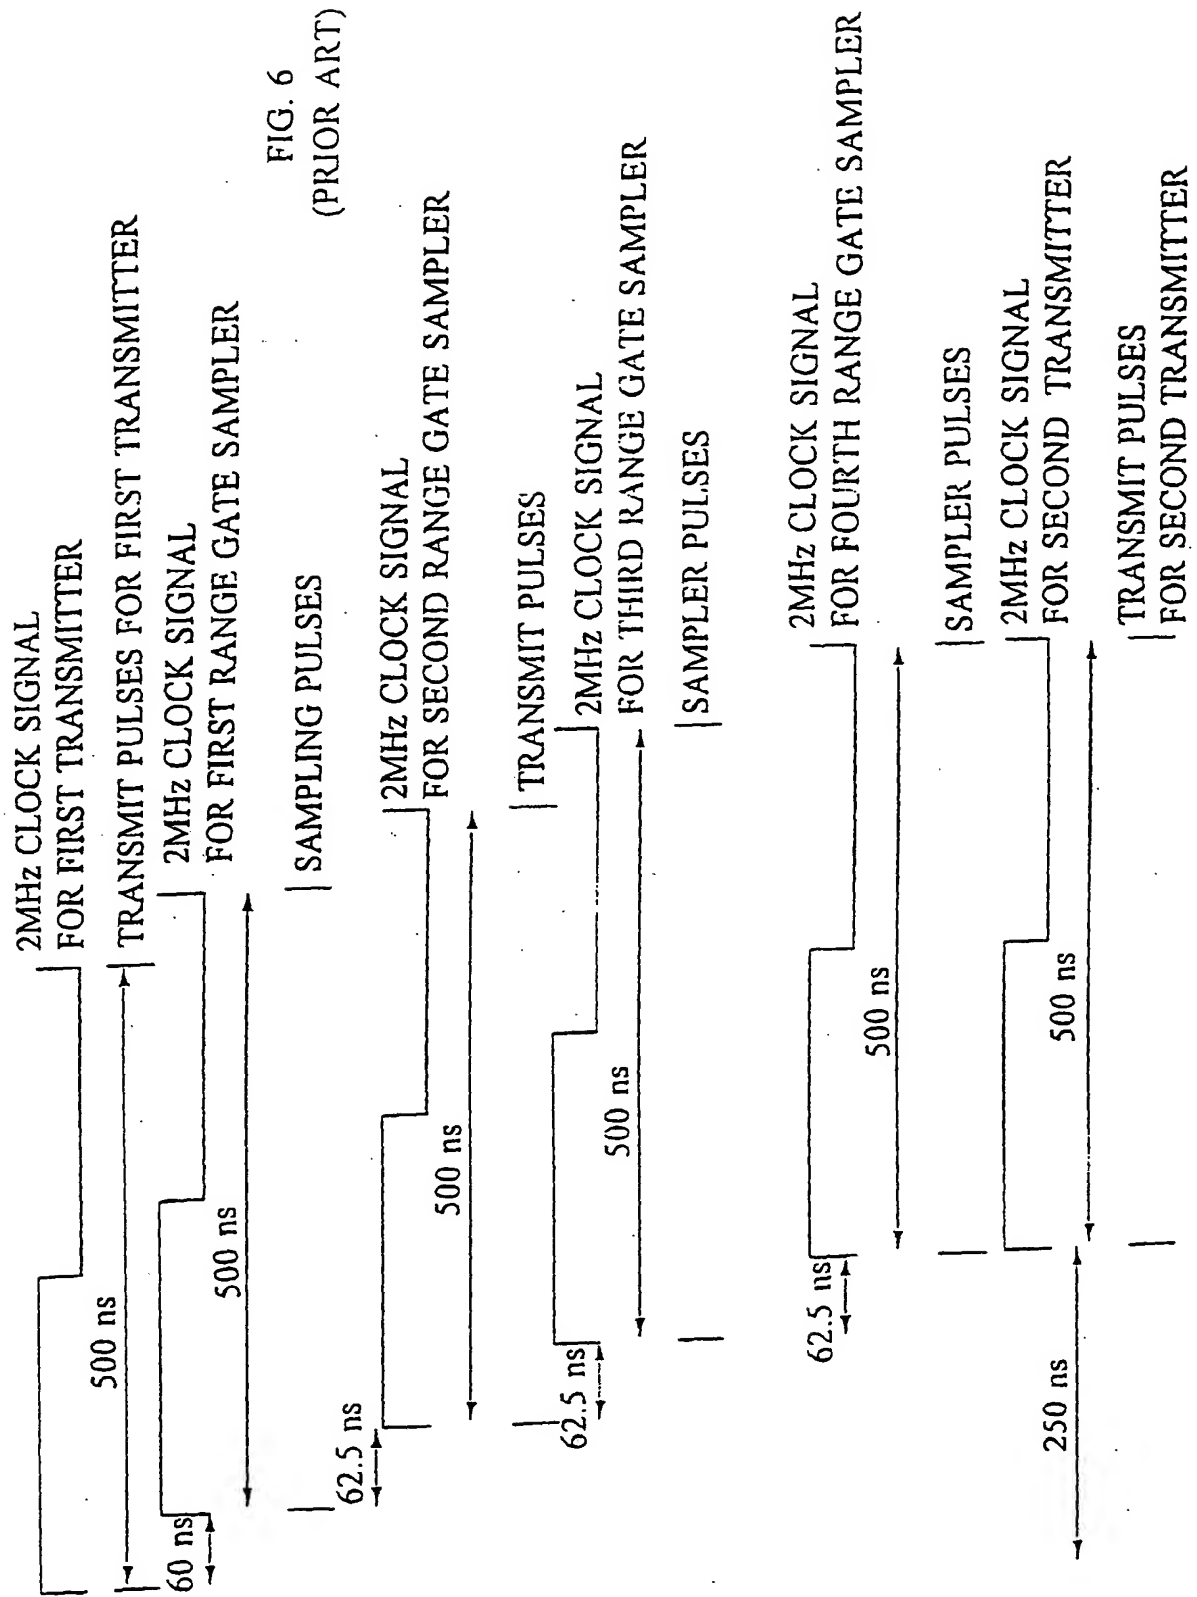 2MHz CLOCK SIGNAL
FOR FIRST TRANSMITTER
500 ns
TRANSMIT PULSES FOR FIRST TRANSMITTER
60 ns
2MHz CLOCK SIGNAL
FOR FIRST RANGE GATE SAMPLER
500 ns
FIG. 6
(PRIOR ART)
SAMPLING PULSES
62.5 ns
2MHz CLOCK SIGNAL
FOR SECOND RANGE GATE SAMPLER
500 ns
TRANSMIT PULSES
62.5 ns
2MHz CLOCK SIGNAL
FOR THIRD RANGE GATE SAMPLER
500 ns
SAMPLER PULSES
62.5 ns
2MHz CLOCK SIGNAL
FOR FOURTH RANGE GATE SAMPLER
500 ns
SAMPLER PULSES
2MHz CLOCK SIGNAL
FOR SECOND TRANSMITTER
250 ns
500 ns
TRANSMIT PULSES
FOR SECOND TRANSMITTER